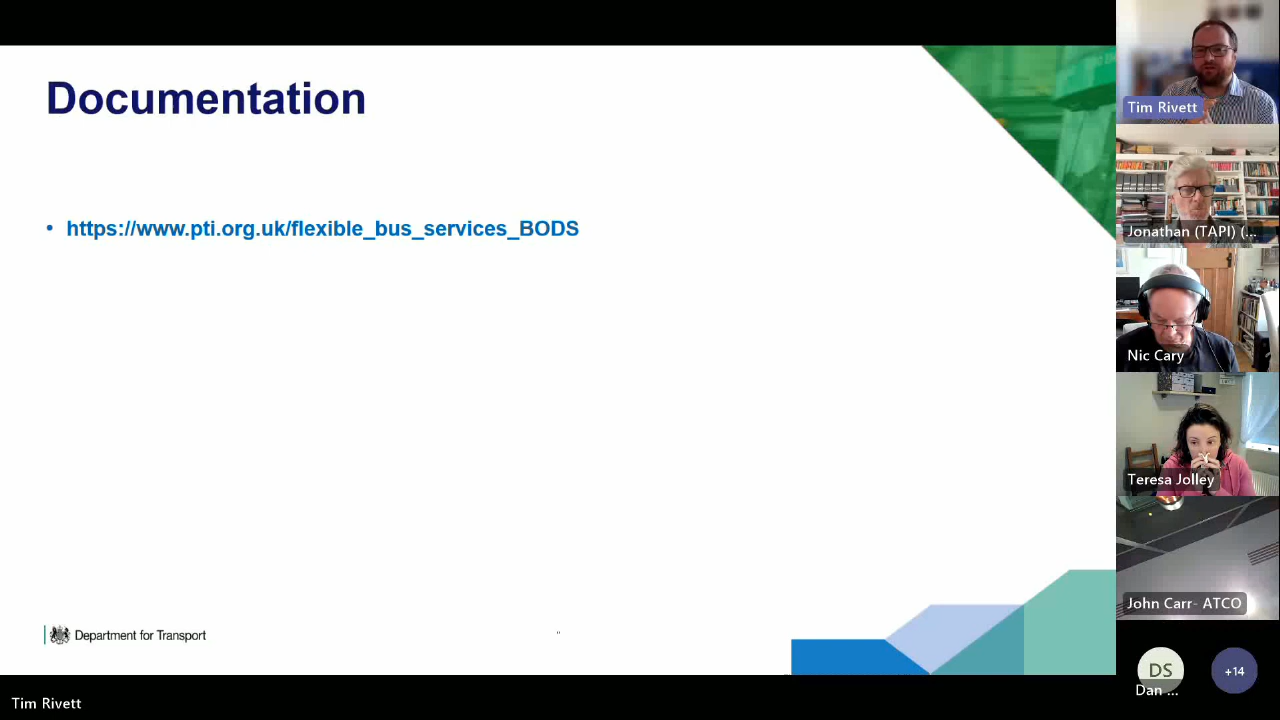 Documentation
• https://www.pti.org.uk/flexible_bus_services_BODS
Department for Transport
Tim Rivett
Jonathan (TAPI) (...
Nic Cary
Teresa Jolley
John Carr- ATCO
DS
Dan ...
+14
Tim Rivett